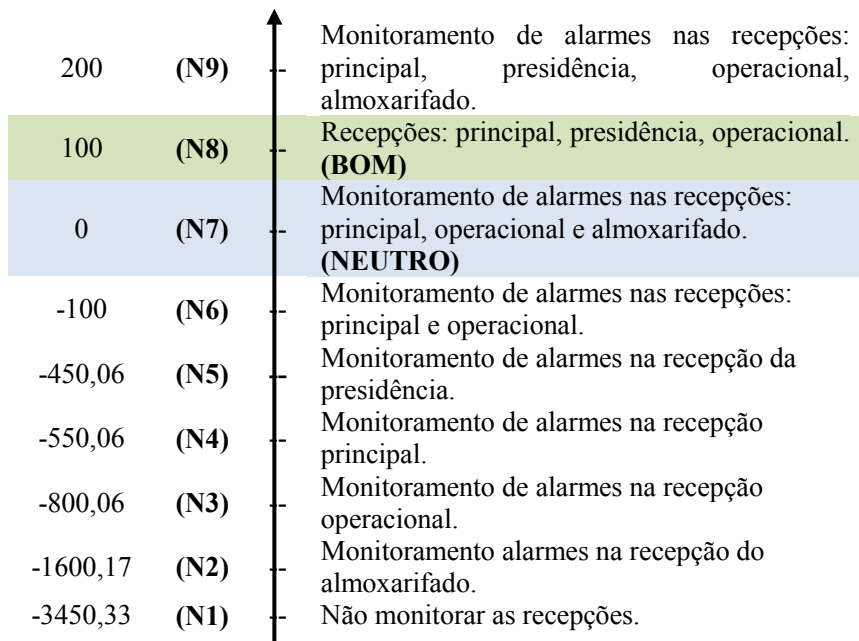 Monitoramento de alarmes nas recepções:
200 (N9) principal, presidência, operacional,
almoxarifado.
Recepções: principal, presidência, operacional.
100 (N8) (BOM)
Monitoramento de alarmes nas recepções:
0 (N7) principal, operacional e almoxarifado.
(NEUTRO)
-100 (N6) Monitoramento de alarmes nas recepções:
principal e operacional.
-450,06 (N5) Monitoramento de alarmes na recepção da
presidência.
-550,06 (N4) Monitoramento de alarmes na recepção
principal.
-800,06 (N3) Monitoramento de alarmes na recepção
operacional.
-1600,17 (N2) Monitoramento alarmes na recepção do
almoxarifado.
-3450,33 (N1) Não monitorar as recepções.